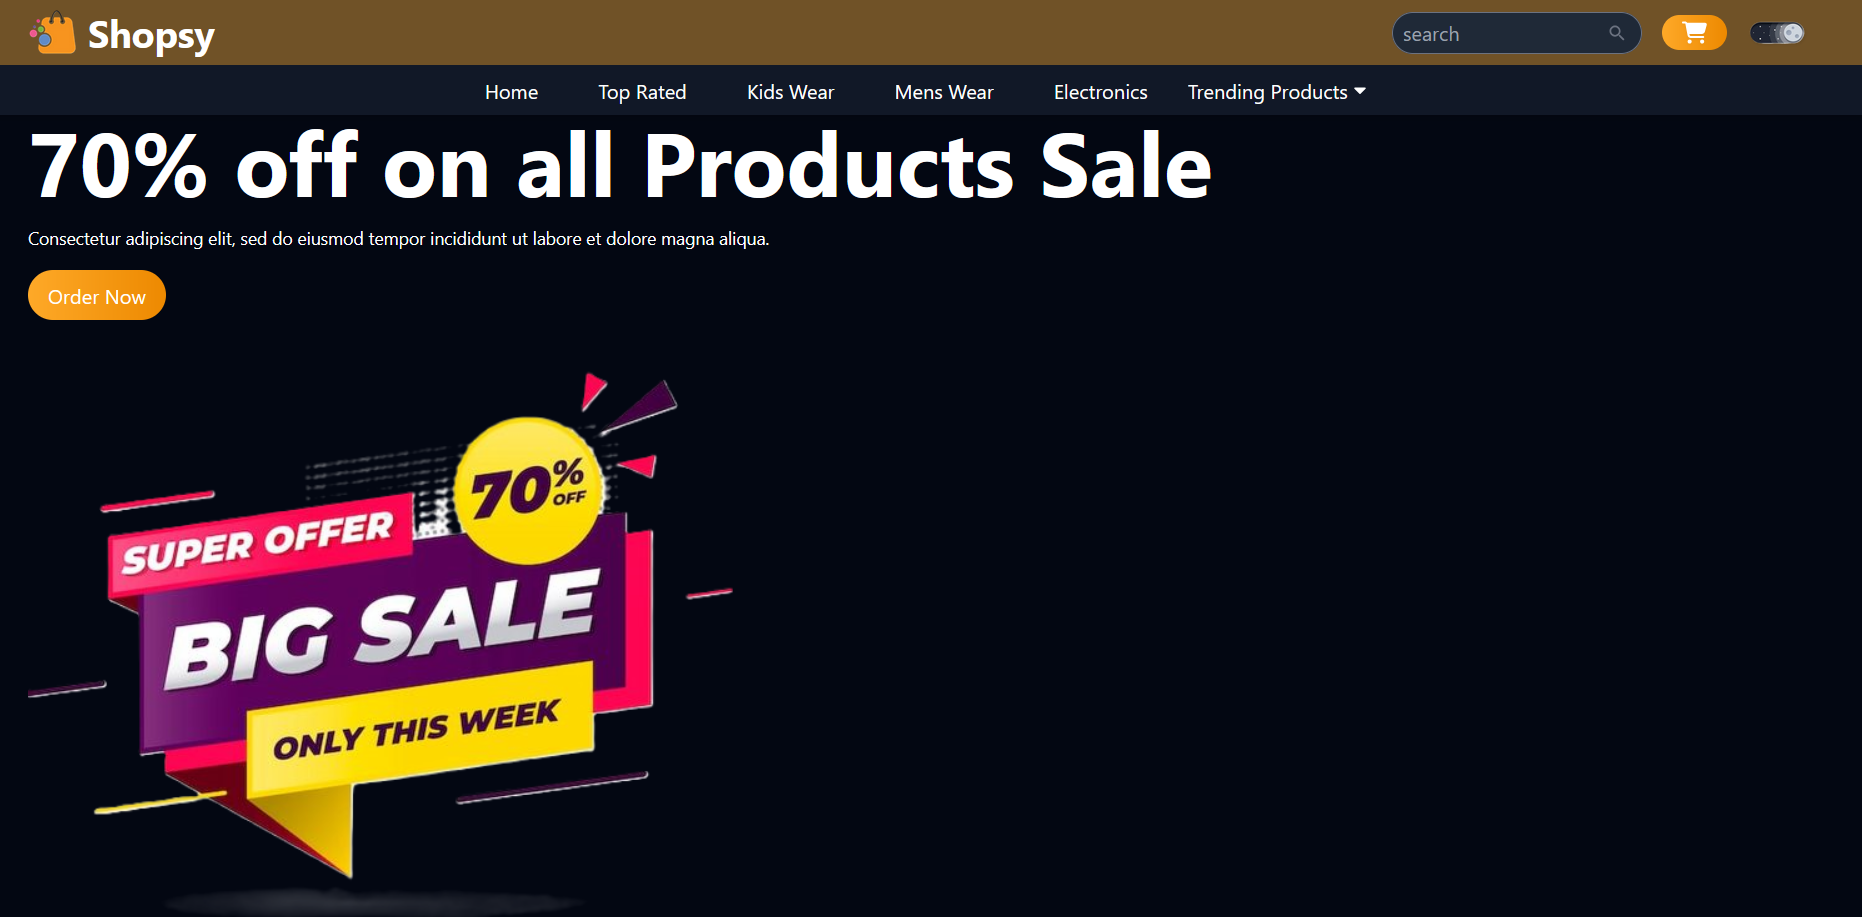 Shopsy
search
Home Top Rated Kids Wear Mens Wear Electronics Trending Products
70% off on all Products Sale
Consectetur adipiscing elit, sed do eiusmod tempor incididunt ut labore et dolore magna aliqua.
Order Now
70%
OFF
SUPER OFFER
BIG SALE
ONLY THIS WEEK